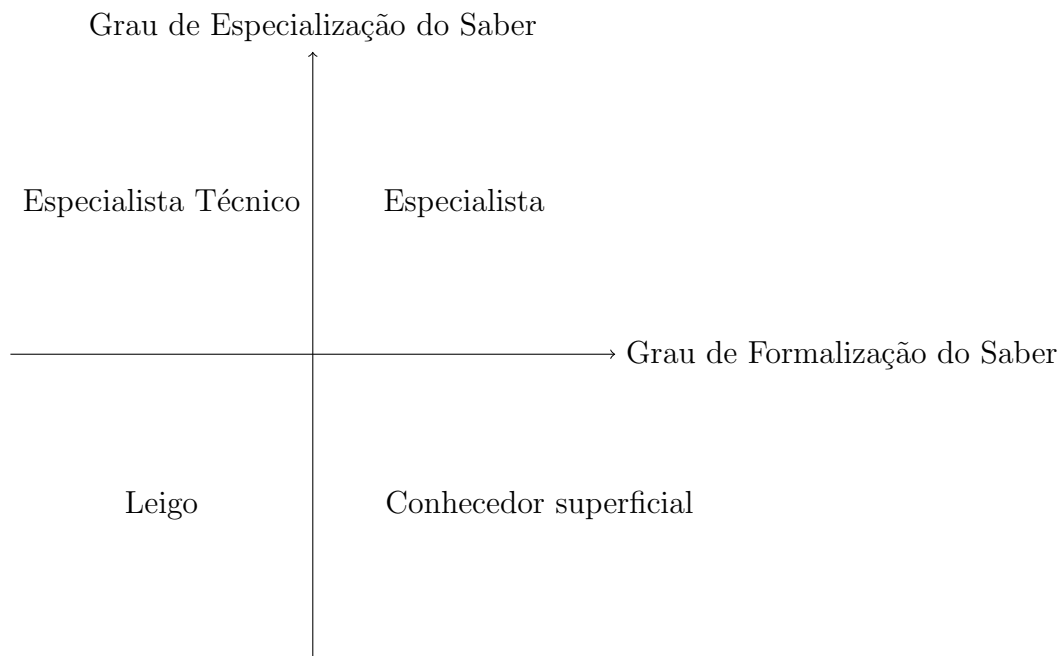 Grau de Especialização do Saber
Especialista Técnico
Especialista
Grau de Formalização do Saber
Leigo
Conhecedor superficial